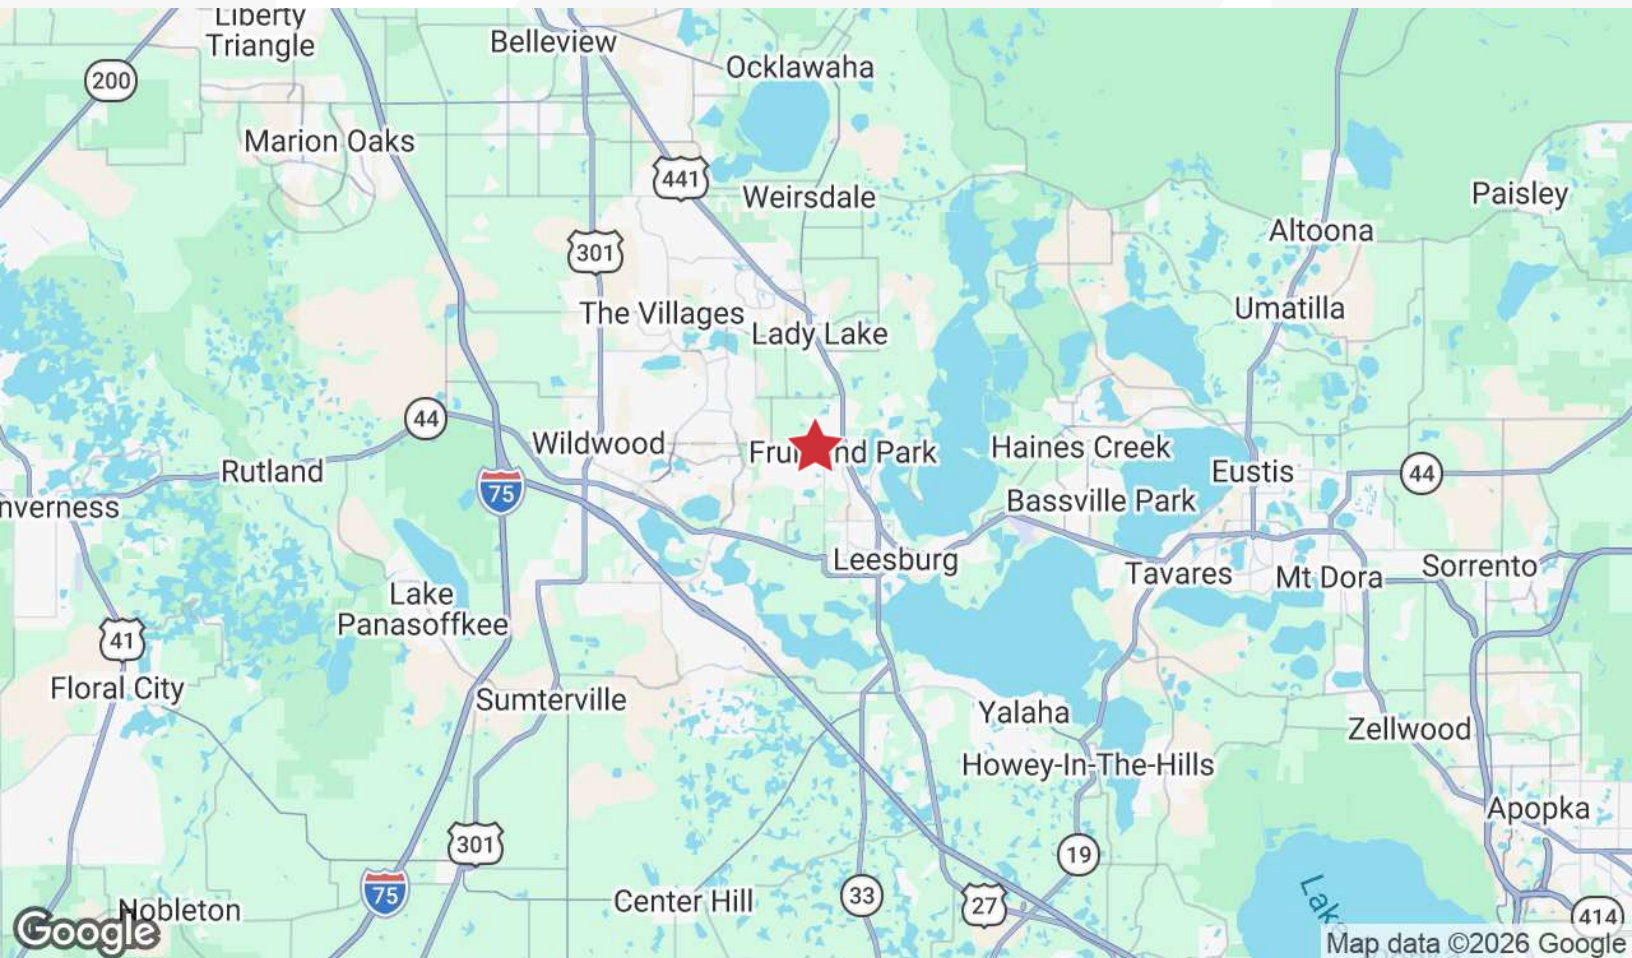 Liberty
Triangle
Belleview
Ocklawaha
200
Marion Oaks
441
Weirsdale
Paisley
Altoona
301
The Villages
Umatilla
Lady Lake
44
Wildwood
Park
Haines Creek
Rutland
Eustis
44
75
Bassville Park
nverness
Leesburg
Tavares
Mt Dora
Sorrento
Lake
Panasoffkee
41
Floral City
Sumterville
Yalaha
Zellwood
Howey-In-The-Hills
Apopka
301
19
75
Center Hill
33
27
Lake
Nobleton
414
Google
Map data ©2026 Google